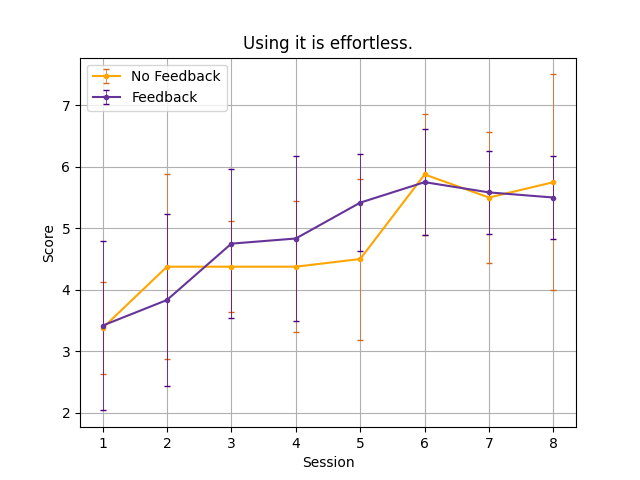 Using it is effortless.
No Feedback
Feedback
7
6
5
4
3
2
Score
1 2 3 4 5 6 7 8
Session